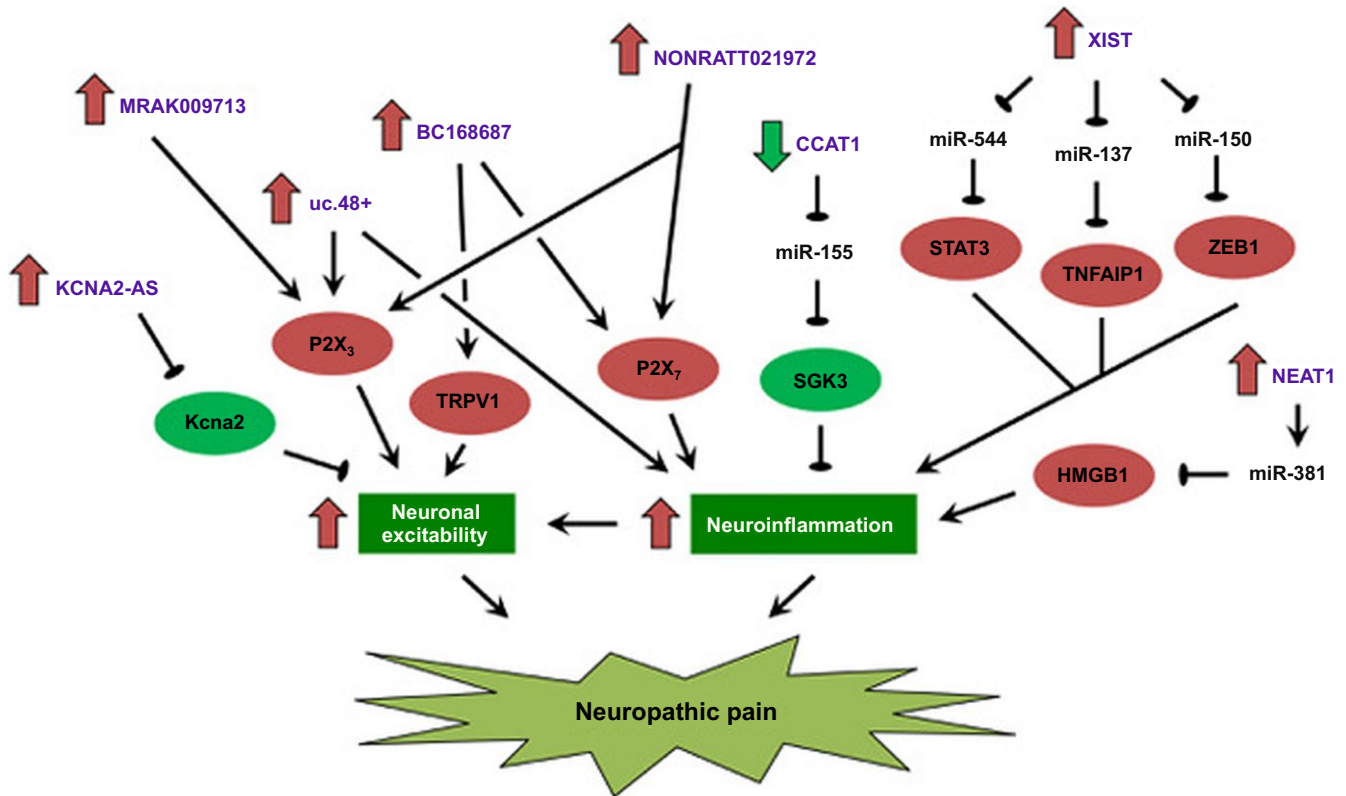 XIST
NONRATT021972
MRAK009713
BC168687
CCAT1
miR-544
miR-137
miR-150
uc.48+
miR-155
STAT3
TNFAIP1
ZEB1
KCNA2-AS
P2X₃
P2X₇
SGK3
NEAT1
TRPV1
Kcna2
HMGB1
miR-381
Neuronal
excitability
Neuroinflammation
Neuropathic pain